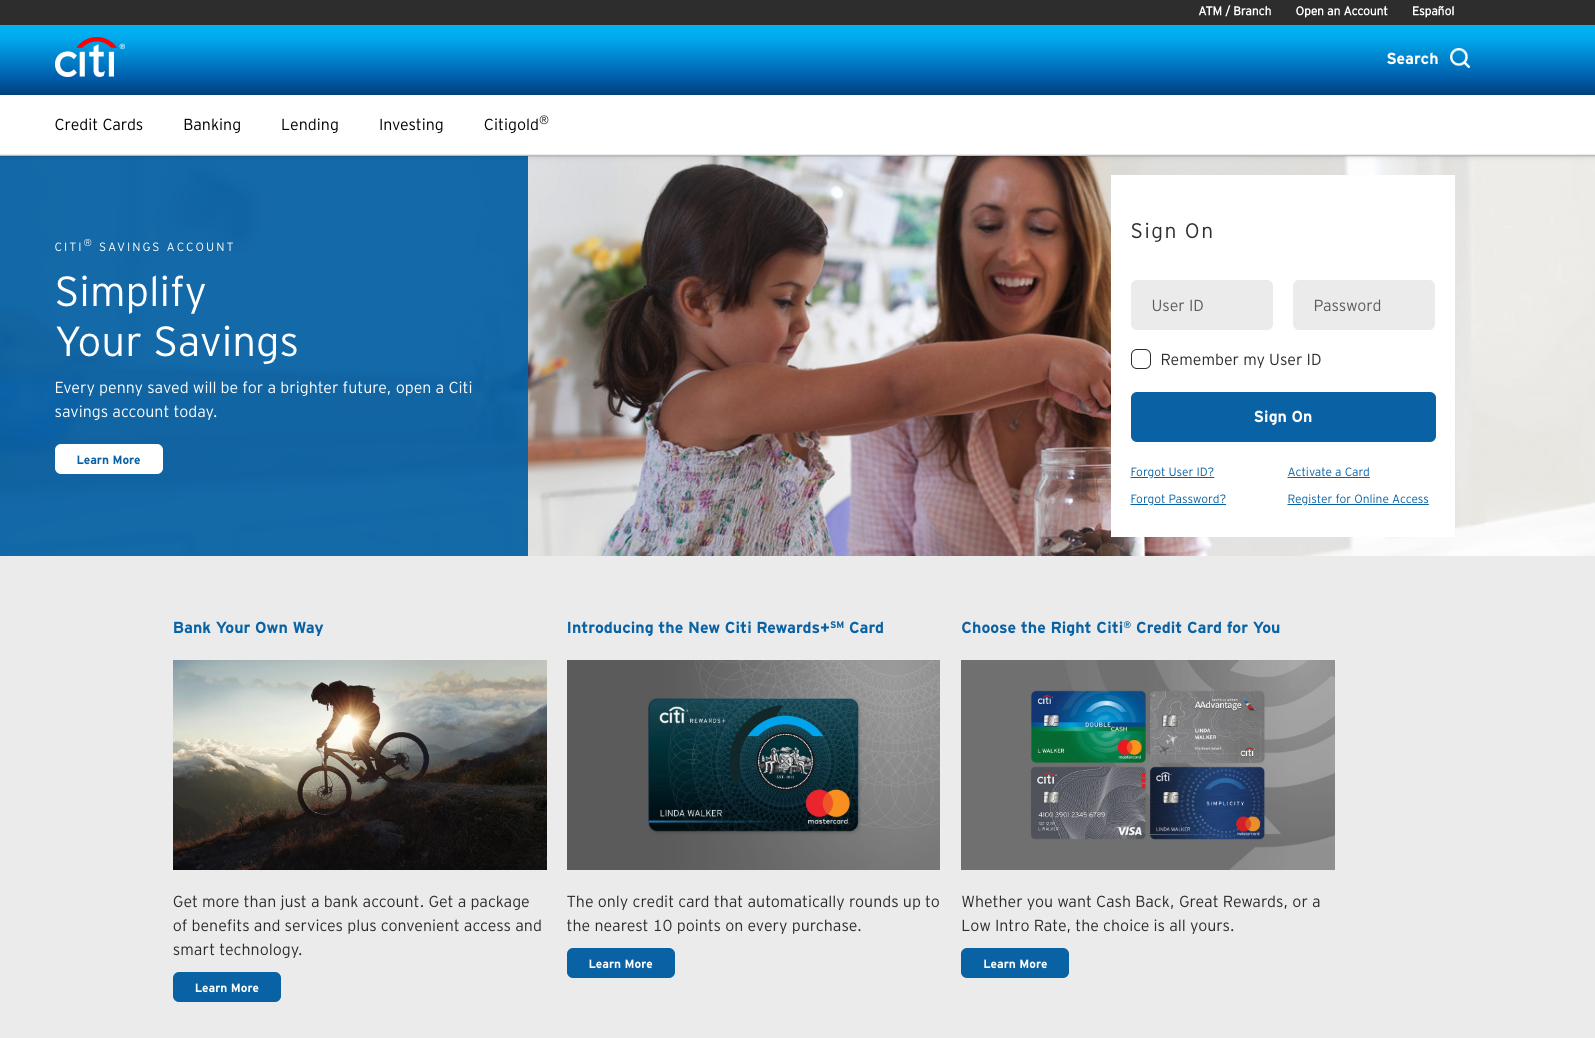 ATM / Branch
Open an Account
Español
citi®
Search
Credit Cards
Banking
Lending
Investing
Citigold®
CITI® SAVINGS ACCOUNT
Simplify
Your Savings
Every penny saved will be for a brighter future, open a Citi
savings account today.
Learn More
Sign On
User ID
Password
Remember my User ID
Sign On
Forgot User ID?
Activate a Card
Forgot Password?
Register for Online Access
Bank Your Own Way
Introducing the New Citi Rewards+℠ Card
Choose the Right Citi® Credit Card for You
citi REWARDS+
EST. 1812
LINDA WALKER
mastercard
citi
DOUBLE
CASH
L WALKER
mastercard
AAdvantage
LINDA
WALKER
citi
citi
4100 3901 2345 6789
L WALKER
VISA
citi
SIMPLICITY
LINDA WALKER
mastercard
Get more than just a bank account. Get a package
of benefits and services plus convenient access and
smart technology.
Learn More
The only credit card that automatically rounds up to
the nearest 10 points on every purchase.
Learn More
Whether you want Cash Back, Great Rewards, or a
Low Intro Rate, the choice is all yours.
Learn More